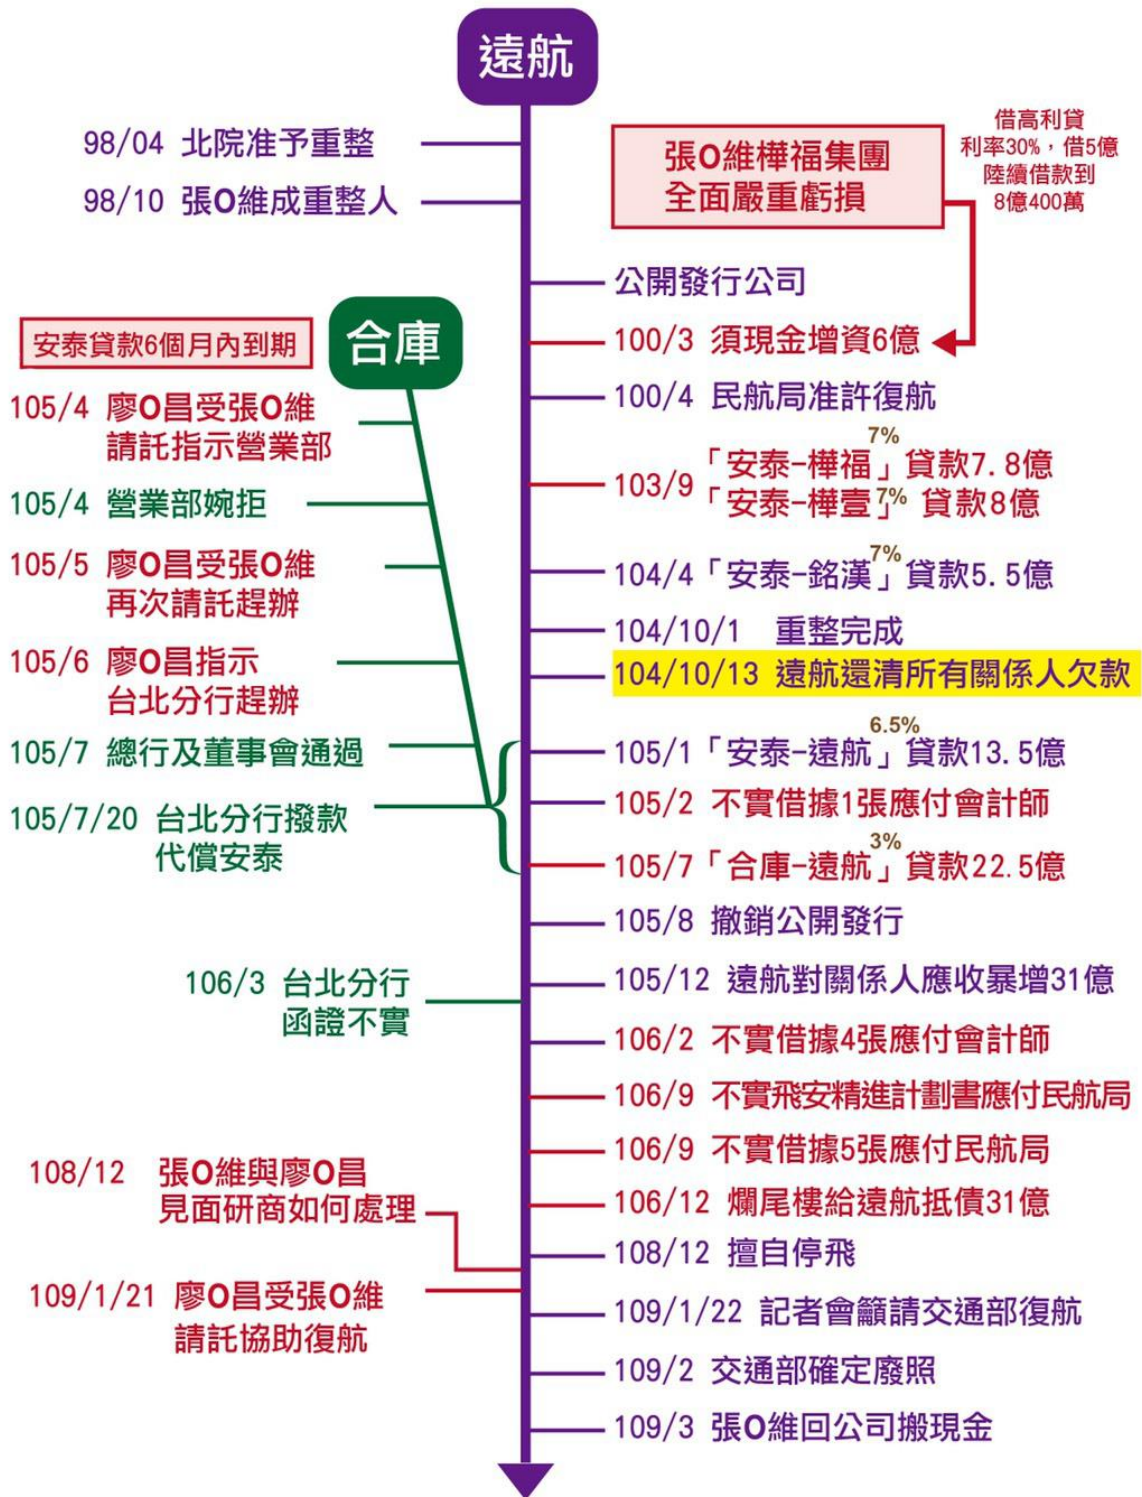 遠航
98/04 北院准予重整
98/10 張O維成重整人
張O維樺福集團
全面嚴重虧損
借高利貸
利率30%，借5億
陸續借款到
8億400萬
公開發行公司
100/3 須現金增資6億
100/4 民航局准許復航
103/9
7%
「安泰-樺福」貸款7.8億
「安泰-樺壹」7% 貸款8億
7%
104/4「安泰-銘漢」貸款5.5億
104/10/1 重整完成
104/10/13 遠航還清所有關係人欠款
6.5%
105/1「安泰-遠航」貸款13.5億
105/2 不實借據1張應付會計師
3%
105/7「合庫-遠航」貸款22.5億
105/8 撤銷公開發行
105/12 遠航對關係人應收暴增31億
106/2 不實借據4張應付會計師
106/9 不實飛安精進計劃書應付民航局
106/9 不實借據5張應付民航局
106/12 爛尾樓給遠航抵債31億
108/12 擅自停飛
109/1/22 記者會籲請交通部復航
109/2 交通部確定廢照
109/3 張O維回公司搬現金
合庫
安泰貸款6個月內到期
105/4 廖O昌受張O維
請託指示營業部
105/4 營業部婉拒
105/5 廖O昌受張O維
再次請託趕辦
105/6 廖O昌指示
台北分行趕辦
105/7 總行及董事會通過
105/7/20 台北分行撥款
代償安泰
106/3 台北分行
函證不實
108/12 張O維與廖O昌
見面研商如何處理
109/1/21 廖O昌受張O維
請託協助復航